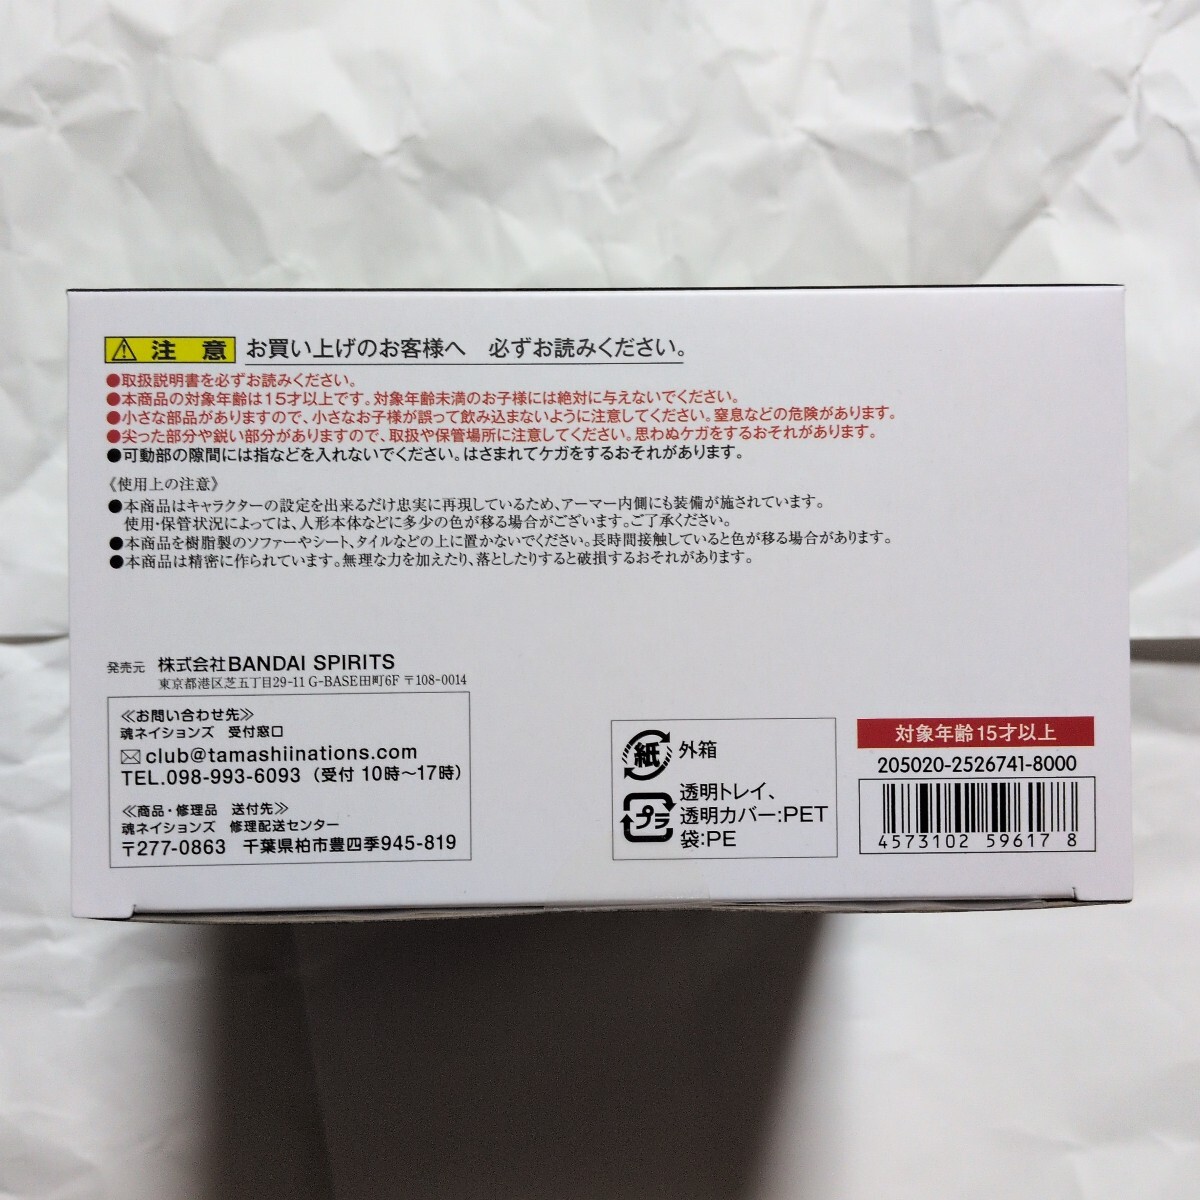 注意 お買い上げのお客様へ 必ずお読みください。
●取扱説明書を必ずお読みください。
●本商品の対象年齢は15才以上です。対象年齢未満のお子様には絶対に与えないでください。
●小さな部品がありますので、小さなお子様が誤って飲み込まないように注意してください。窒息などの危険があります。
●尖った部分や鋭い部分がありますので、取扱や保管場所に注意してください。思わぬケガをするおそれがあります。
●可動部の隙間には指などを入れないでください。はさまれてケガをするおそれがあります。
《使用上の注意》
●本商品はキャラクターの設定を出来るだけ忠実に再現しているため、アーマー内側にも装備が施されています。
使用・保管状況によっては、人形本体などに多少の色が移る場合がございます。ご了承ください。
●本商品を樹脂製のソファーやシート、タイルなどの上に置かないでください。長時間接触していると色が移る場合があります。
●本商品は精密に作られています。無理な力を加えたり、落としたりすると破損するおそれがあります。
発売元 株式会社BANDAI SPIRITS
東京都港区芝五丁目29-11 G-BASE田町6F 〒108-0014
≪お問い合わせ先≫
魂ネイションズ 受付窓口
club@tamashiinations.com
TEL.098-993-6093（受付 10時～17時）
≪商品・修理品 送付先≫
魂ネイションズ 修理配送センター
〒277-0863 千葉県柏市豊四季945-819
紙 外箱
プラ 透明トレイ、
透明カバー:PET
袋:PE
対象年齢15才以上
205020-2526741-8000
4573102 59617 8